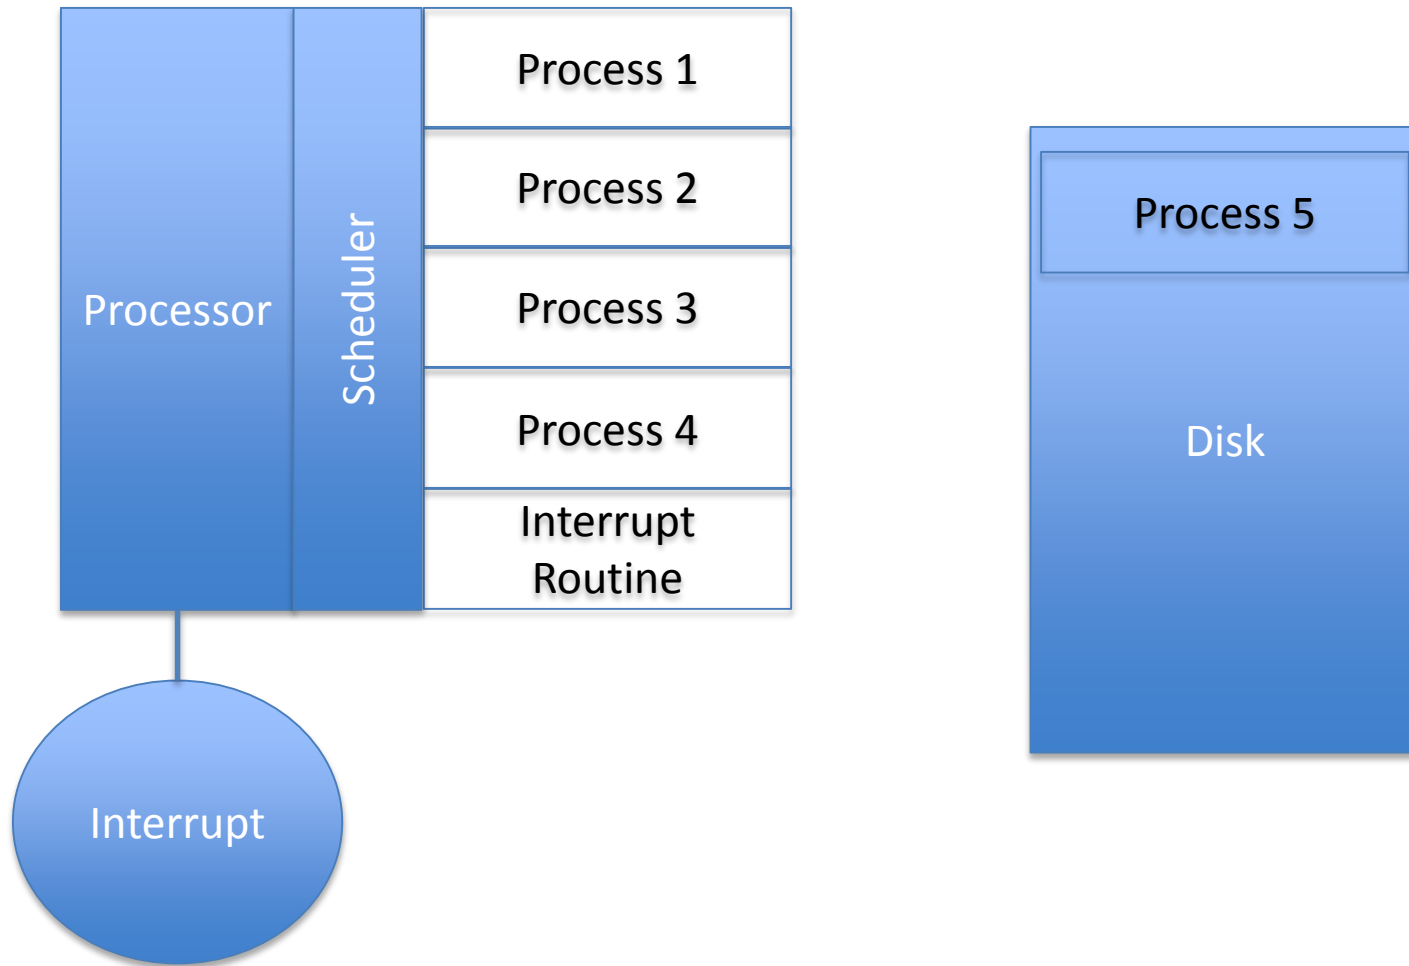 Process 1
Process 2
Process 3
Process 4
Interrupt
Routine
Processor
Scheduler
Interrupt
Process 5
Disk